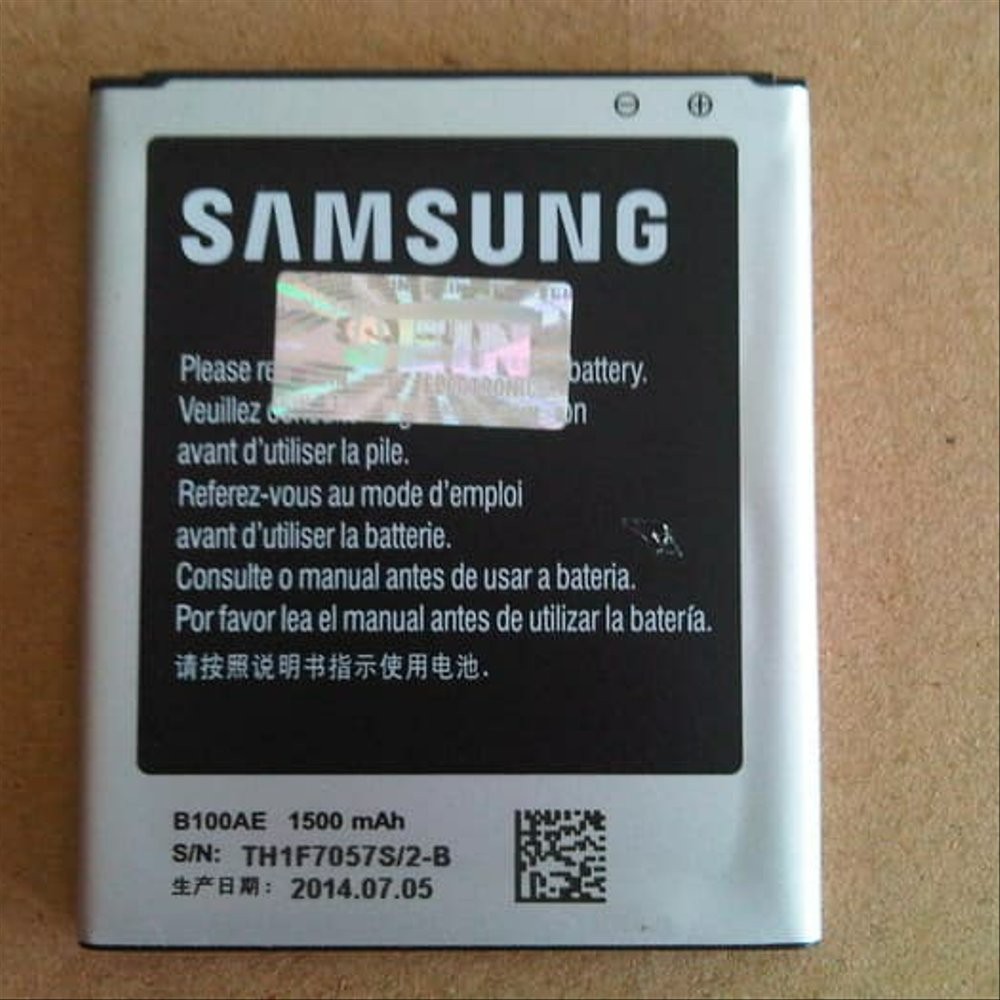 ⊖ ⊕
SAMSUNG
Please battery.
Veuillez
avant d'utiliser la pile.
Referez-vous au mode d'emploi
avant d'utiliser la batterie.
Consulte o manual antes de usar a bateria.
Por favor lea el manual antes de utilizar la batería.
请按照说明书指示使用电池.
B100AE 1500 mAh
S/N: TH1F7057S/2-B
生产日期: 2014.07.05